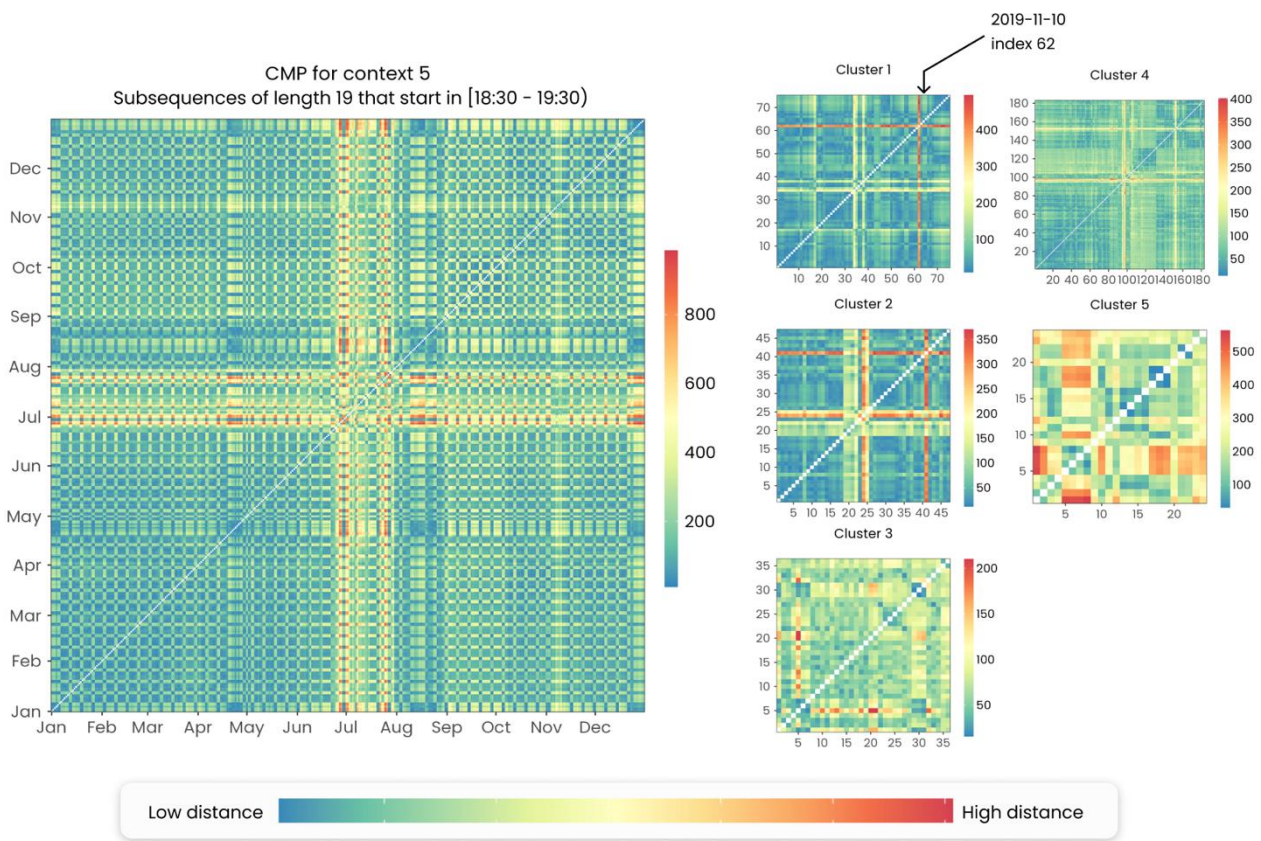 2019-11-10
index 62
CMP for context 5
Subsequences of length 19 that start in [18:30 - 19:30)
Dec
Nov
Oct
Sep
Aug
Jul
Jun
May
Apr
Mar
Feb
Jan
Jan Feb Mar Apr May Jun Jul Aug Sep Oct Nov Dec
800
600
400
200
Cluster 1
70
60
50
40
30
20
10
10 20 30 40 50 60 70
400
300
200
100
Cluster 4
180
160
140
120
100
80
60
40
20
20 40 60 80 100 120 140 160 180
400
350
300
250
200
150
100
50
Cluster 2
45
40
35
30
25
20
15
10
5
5 10 15 20 25 30 35 40 45
350
300
250
200
150
100
50
Cluster 5
20
15
10
5
5 10 15 20
500
400
300
200
100
Cluster 3
35
30
25
20
15
10
5
5 10 15 20 25 30 35
200
150
100
50
Low distance High distance